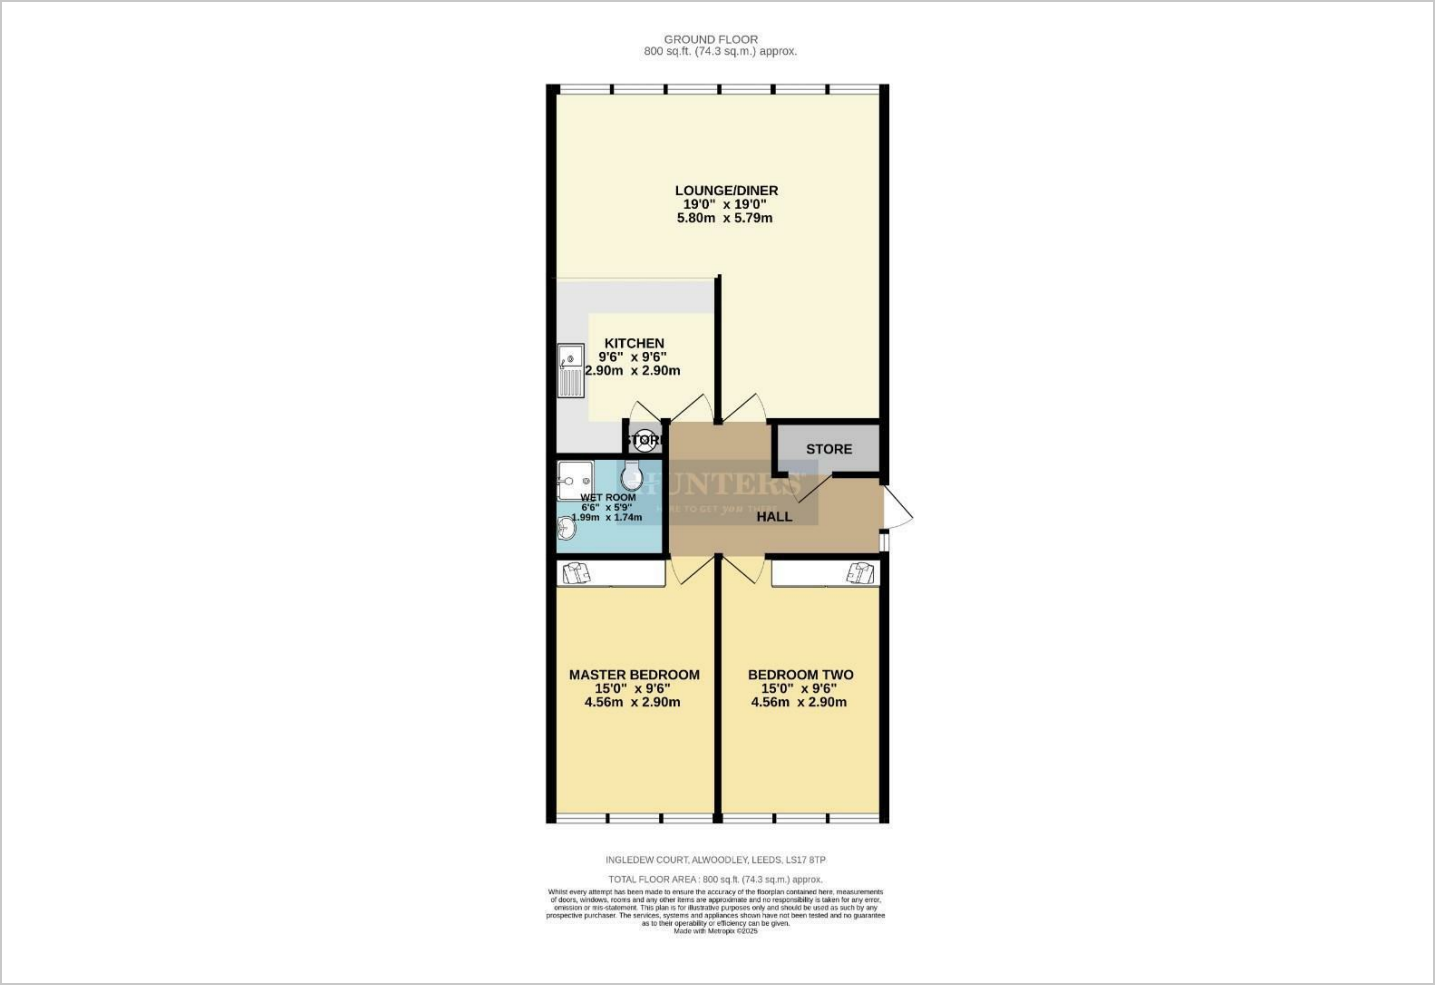 GROUND FLOOR
800 sq.ft. (74.3 sq.m.) approx.
LOUNGE/DINER
19'0" x 19'0"
5.80m x 5.79m
KITCHEN
9'6" x 9'6"
2.90m x 2.90m
STORE
STORE
HUNTERS
HERE TO GET you THERE
WET ROOM
6'6" x 5'9"
1.99m x 1.74m
HALL
MASTER BEDROOM
15'0" x 9'6"
4.56m x 2.90m
BEDROOM TWO
15'0" x 9'6"
4.56m x 2.90m
INGLEDEW COURT, ALWOODLEY, LEEDS, LS17 8TP
TOTAL FLOOR AREA : 800 sq.ft. (74.3 sq.m.) approx.
Whilst every attempt has been made to ensure the accuracy of the floorplan contained here, measurements
of doors, windows, rooms and any other items are approximate and no responsibility is taken for any error,
omission or mis-statement. This plan is for illustrative purposes only and should be used as such by any
prospective purchaser. The services, systems and appliances shown have not been tested and no guarantee
as to their operability or efficiency can be given.
Made with Metropix ©2025